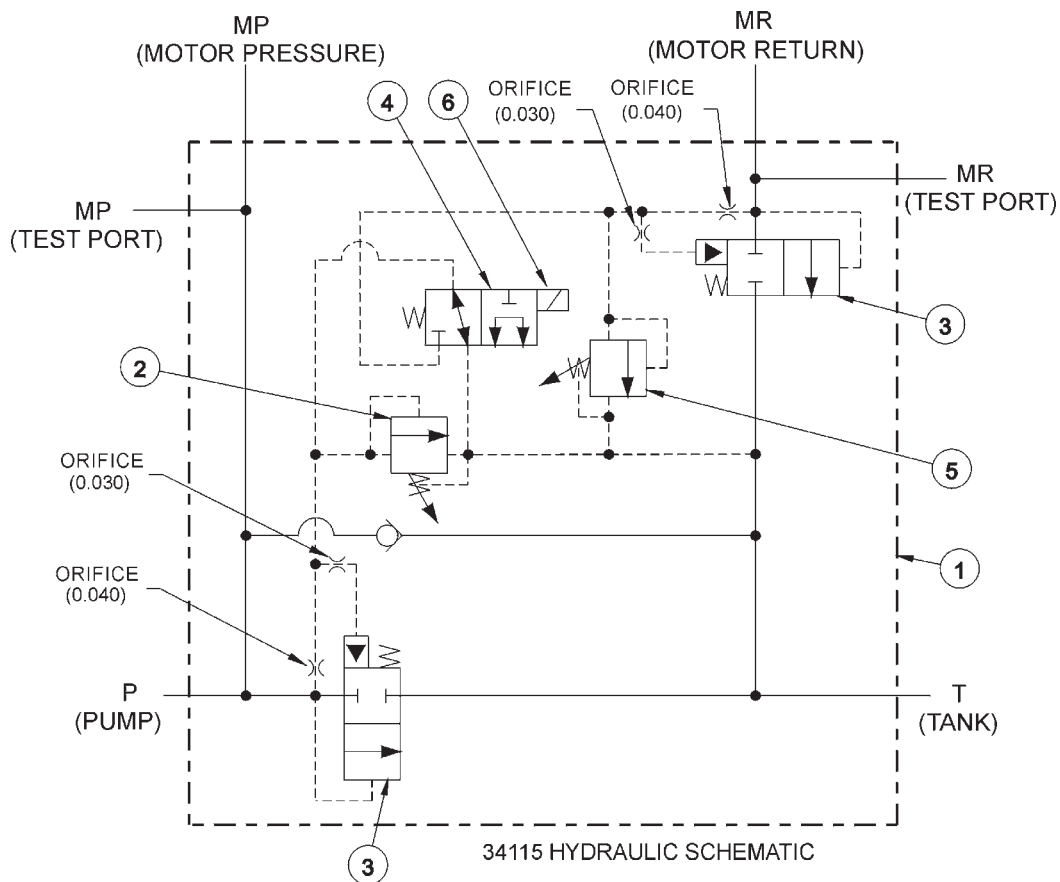 MP
(MOTOR PRESSURE)
MR
(MOTOR RETURN)
4
6
ORIFICE
(0.030)
ORIFICE
(0.040)
MP
(TEST PORT)
MR
(TEST PORT)
3
2
5
ORIFICE
(0.030)
ORIFICE
(0.040)
1
P
(PUMP)
T
(TANK)
3
34115 HYDRAULIC SCHEMATIC